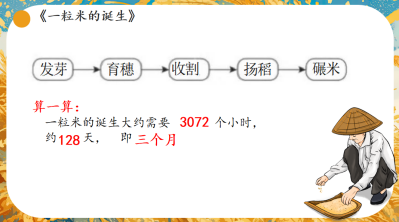 《一粒米的诞生》
发芽 育穗 收割 扬稻 碾米
算一算：
一粒米的诞生大约需要 3072 个小时，
约128天， 即三个月